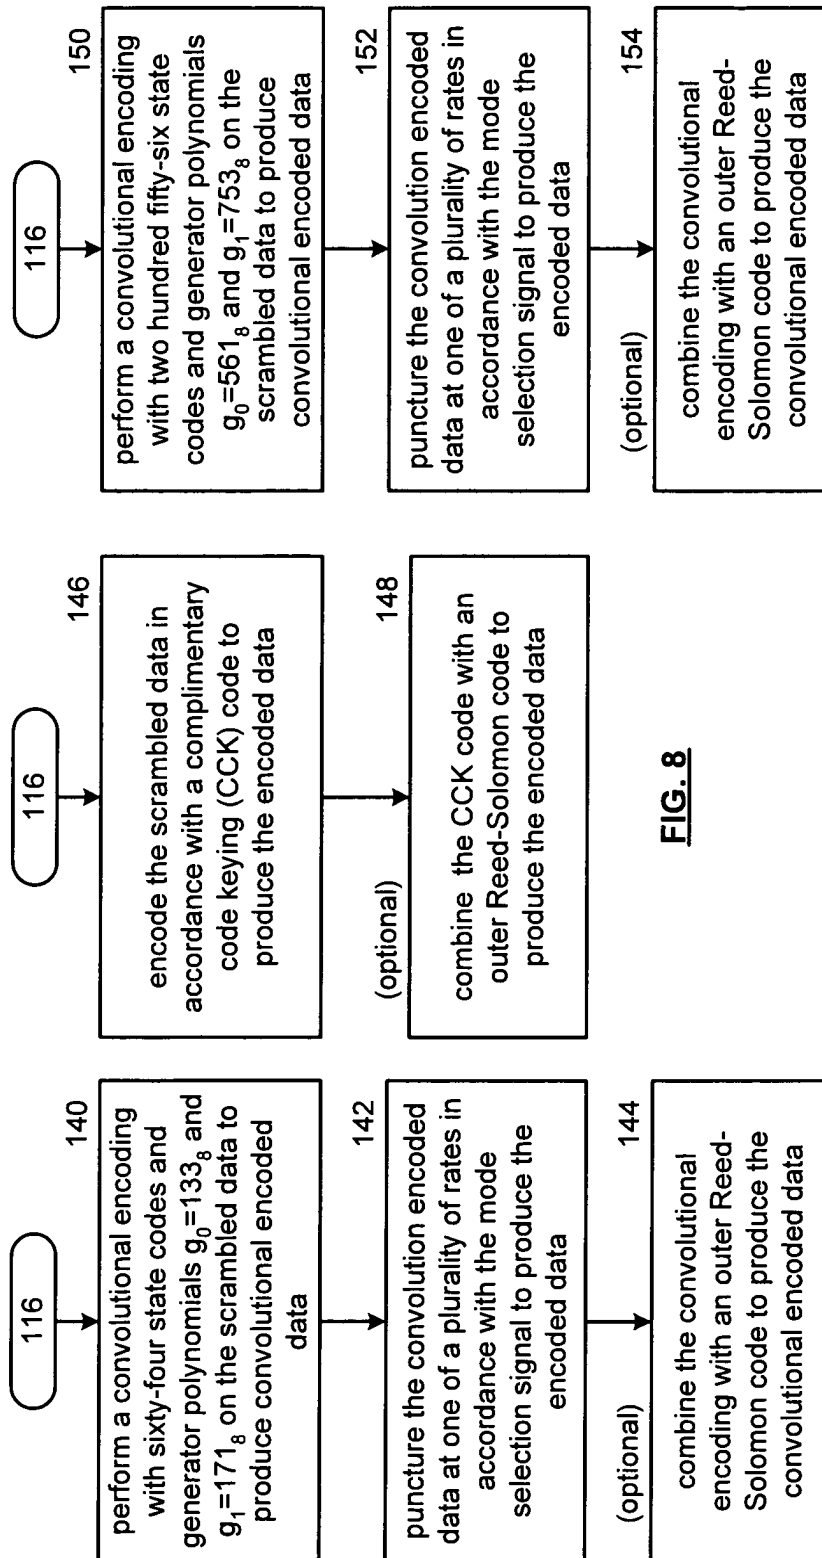 116
140
perform a convolutional encoding
with sixty-four state codes and
generator polynomials g₀=133₈ and
g₁=171₈ on the scrambled data to
produce convolutional encoded
data
142
puncture the convolution encoded
data at one of a plurality of rates in
accordance with the mode
selection signal to produce the
encoded data
(optional)
144
combine the convolutional
encoding with an outer Reed-
Solomon code to produce the
convolutional encoded data
116
146
encode the scrambled data in
accordance with a complimentary
code keying (CCK) code to
produce the encoded data
(optional)
148
combine the CCK code with an
outer Reed-Solomon code to
produce the encoded data
116
150
perform a convolutional encoding
with two hundred fifty-six state
codes and generator polynomials
g₀=561₈ and g₁=753₈ on the
scrambled data to produce
convolutional encoded data
152
puncture the convolution encoded
data at one of a plurality of rates in
accordance with the mode
selection signal to produce the
encoded data
(optional)
154
combine the convolutional
encoding with an outer Reed-
Solomon code to produce the
convolutional encoded data
FIG. 8